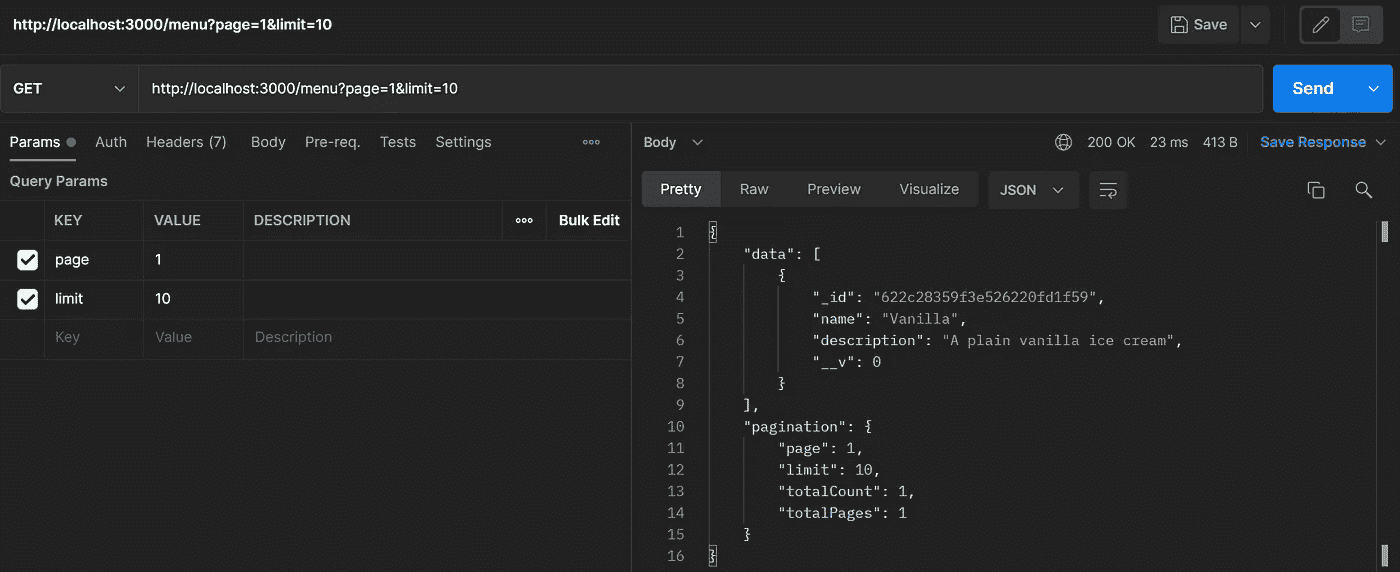 http://localhost:3000/menu?page=1&limit=10
Save
GET
http://localhost:3000/menu?page=1&limit=10
Send
Params Auth Headers (7) Body Pre-req. Tests Settings
Query Params
KEY VALUE DESCRIPTION Bulk Edit
page 1
limit 10
Key Value Description
Body 200 OK 23 ms 413 B Save Response
Pretty Raw Preview Visualize JSON
1 {
2 "data": [
3 {
4 "_id": "622c28359f3e526220fd1f59",
5 "name": "Vanilla",
6 "description": "A plain vanilla ice cream",
7 "__v": 0
8 }
9 ],
10 "pagination": {
11 "page": 1,
12 "limit": 10,
13 "totalCount": 1,
14 "totalPages": 1
15 }
16 }